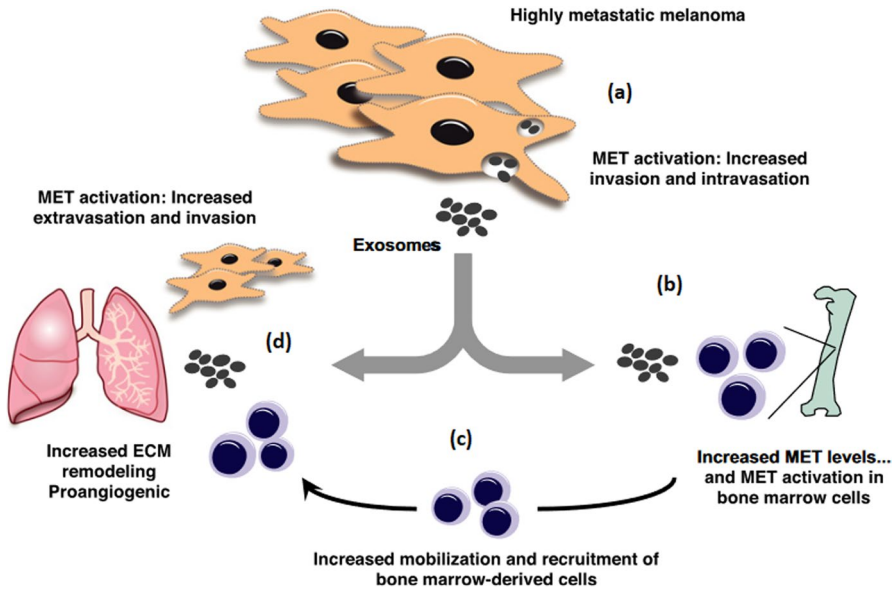 Highly metastatic melanoma
(a)
MET activation: Increased
invasion and intravasation
MET activation: Increased
extravasation and invasion
Exosomes
(b)
(d)
Increased ECM
remodeling
Proangiogenic
(c)
Increased MET levels...
and MET activation in
bone marrow cells
Increased mobilization and recruitment of
bone marrow-derived cells